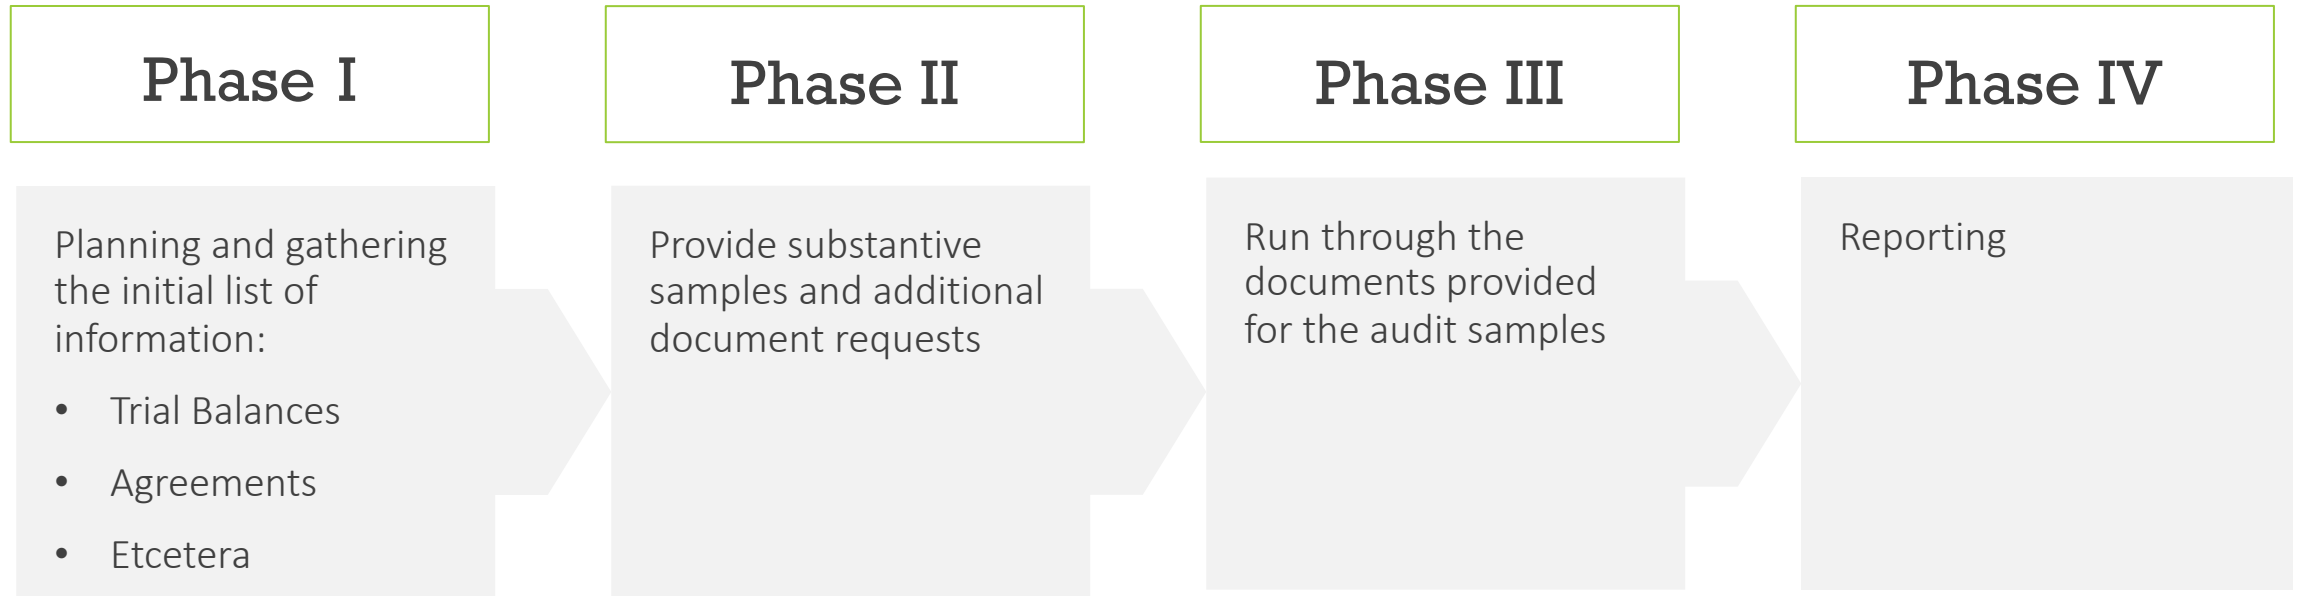 Phase I
Planning and gathering
the initial list of
information:
• Trial Balances
• Agreements
• Etcetera
Phase II
Provide substantive
samples and additional
document requests
Phase III
Run through the
documents provided
for the audit samples
Phase IV
Reporting